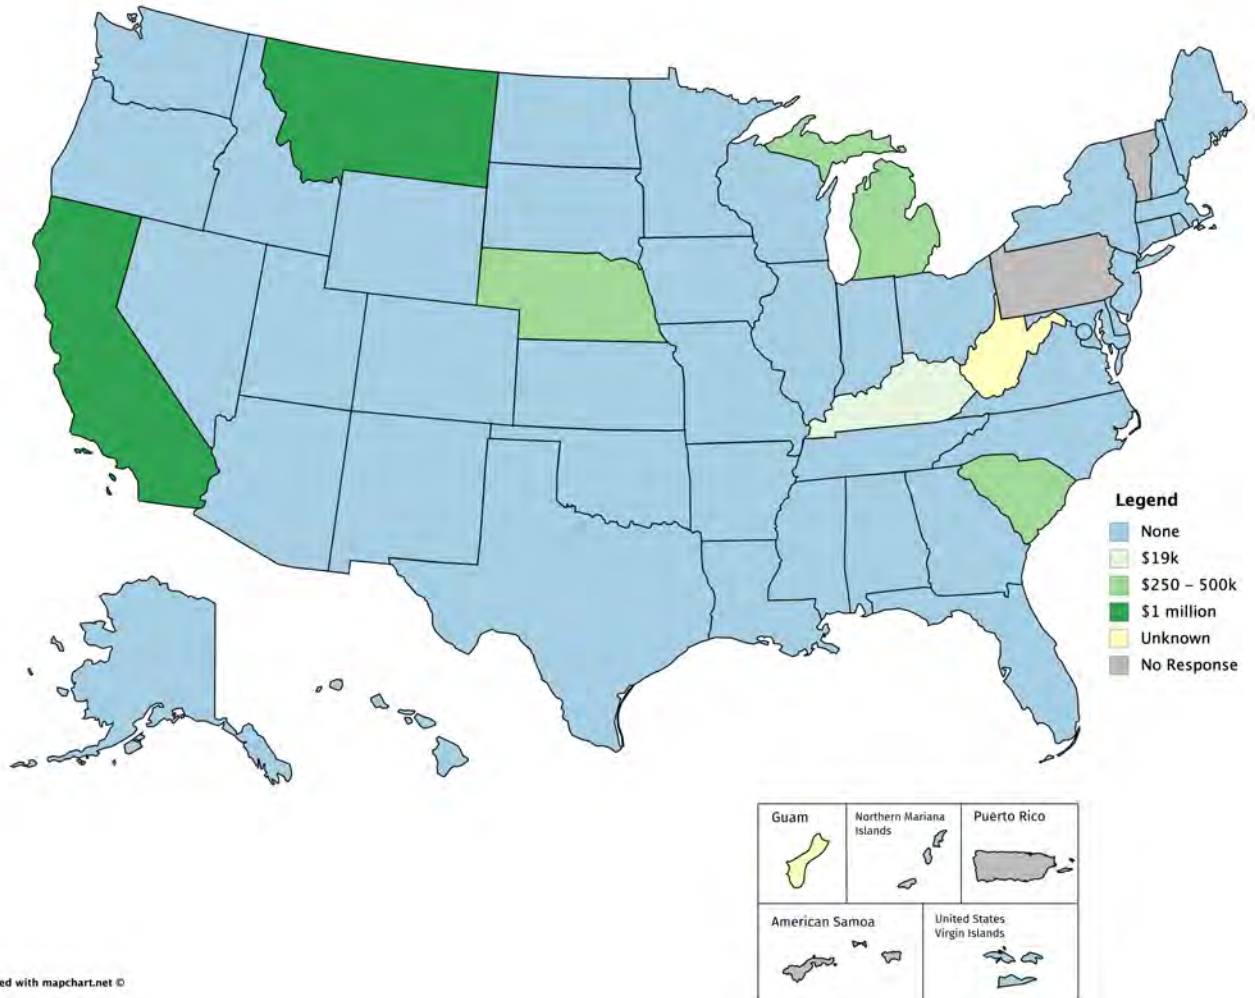 Legend
None
$19k
$250 – 500k
$1 million
Unknown
No Response
Guam
Northern Mariana
Islands
Puerto Rico
American Samoa
United States
Virgin Islands
ed with mapchart.net ©